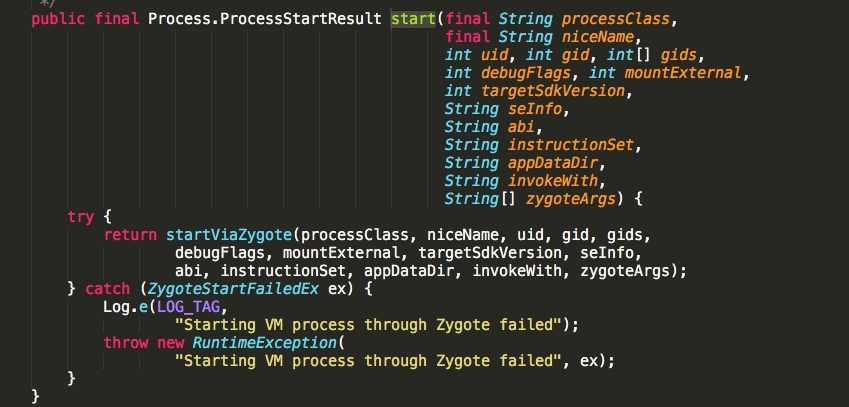 */
public final Process.ProcessStartResult start(final String processClass,
final String niceName,
int uid, int gid, int[] gids,
int debugFlags, int mountExternal,
int targetSdkVersion,
String seInfo,
String abi,
String instructionSet,
String appDataDir,
String invokeWith,
String[] zygoteArgs) {
try {
return startViaZygote(processClass, niceName, uid, gid, gids,
debugFlags, mountExternal, targetSdkVersion, seInfo,
abi, instructionSet, appDataDir, invokeWith, zygoteArgs);
} catch (ZygoteStartFailedEx ex) {
Log.e(LOG_TAG,
"Starting VM process through Zygote failed");
throw new RuntimeException(
"Starting VM process through Zygote failed", ex);
}
}